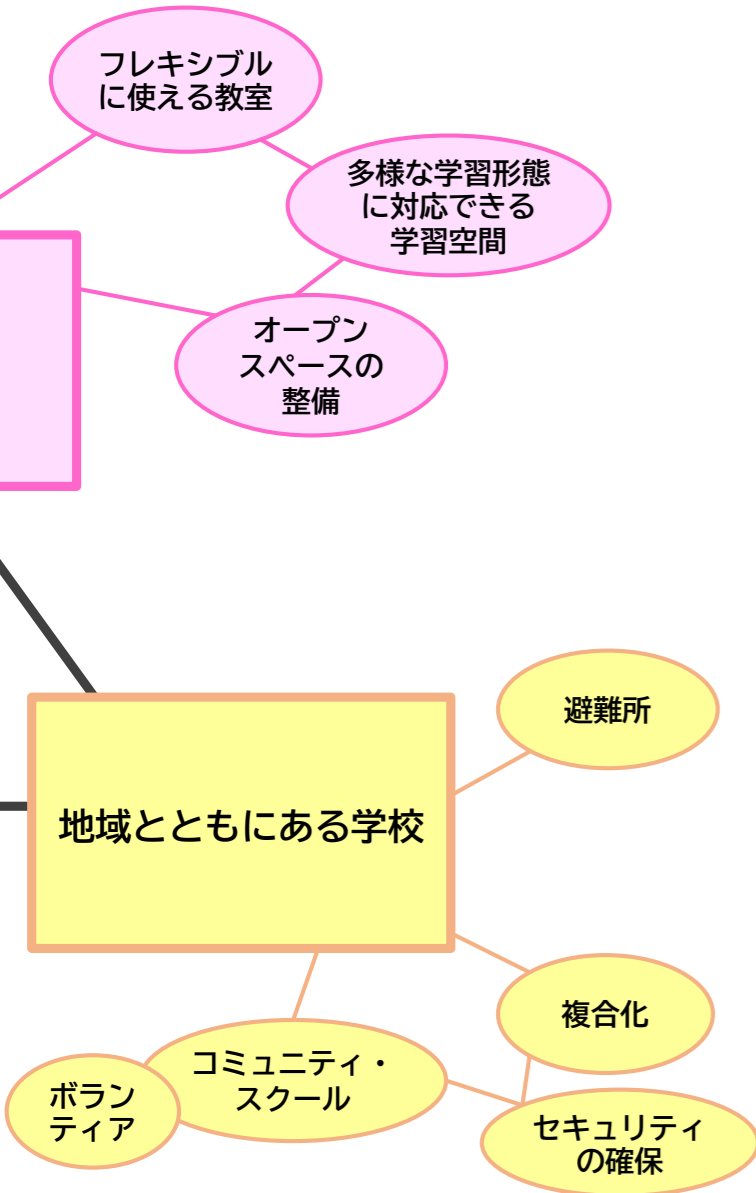 フレキシブル
に使える教室
多様な学習形態
に対応できる
学習空間
オープン
スペースの
整備
避難所
地域とともにある学校
複合化
コミュニティ・
スクール
ボラン
ティア
セキュリティ
の確保